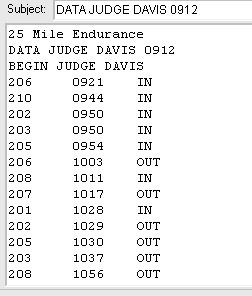 Subject: DATA JUDGE DAVIS 0912
25 Mile Endurance
DATA JUDGE DAVIS 0912
BEGIN JUDGE DAVIS
206 0921 IN
210 0944 IN
202 0950 IN
203 0950 IN
205 0954 IN
206 1003 OUT
208 1011 IN
207 1017 OUT
201 1028 IN
202 1029 OUT
205 1030 OUT
203 1037 OUT
208 1056 OUT